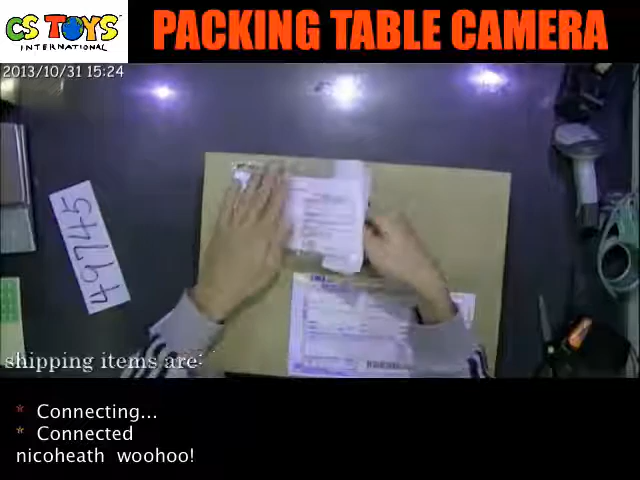 CS TOYS
INTERNATIONAL
PACKING TABLE CAMERA
2013/10/31 15:24
49745
shipping items are:
* Connecting...
* Connected
nicoheath woohoo!